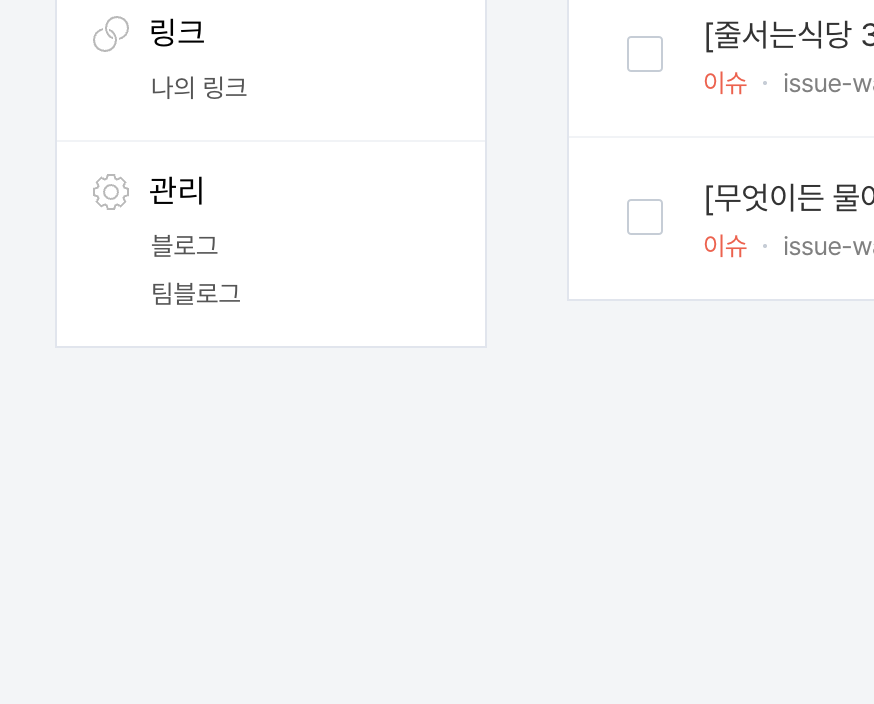 링크
나의 링크
관리
블로그
팀블로그
[줄서는식당 3
이슈 · issue-wa
[무엇이든 물어
이슈 · issue-wa